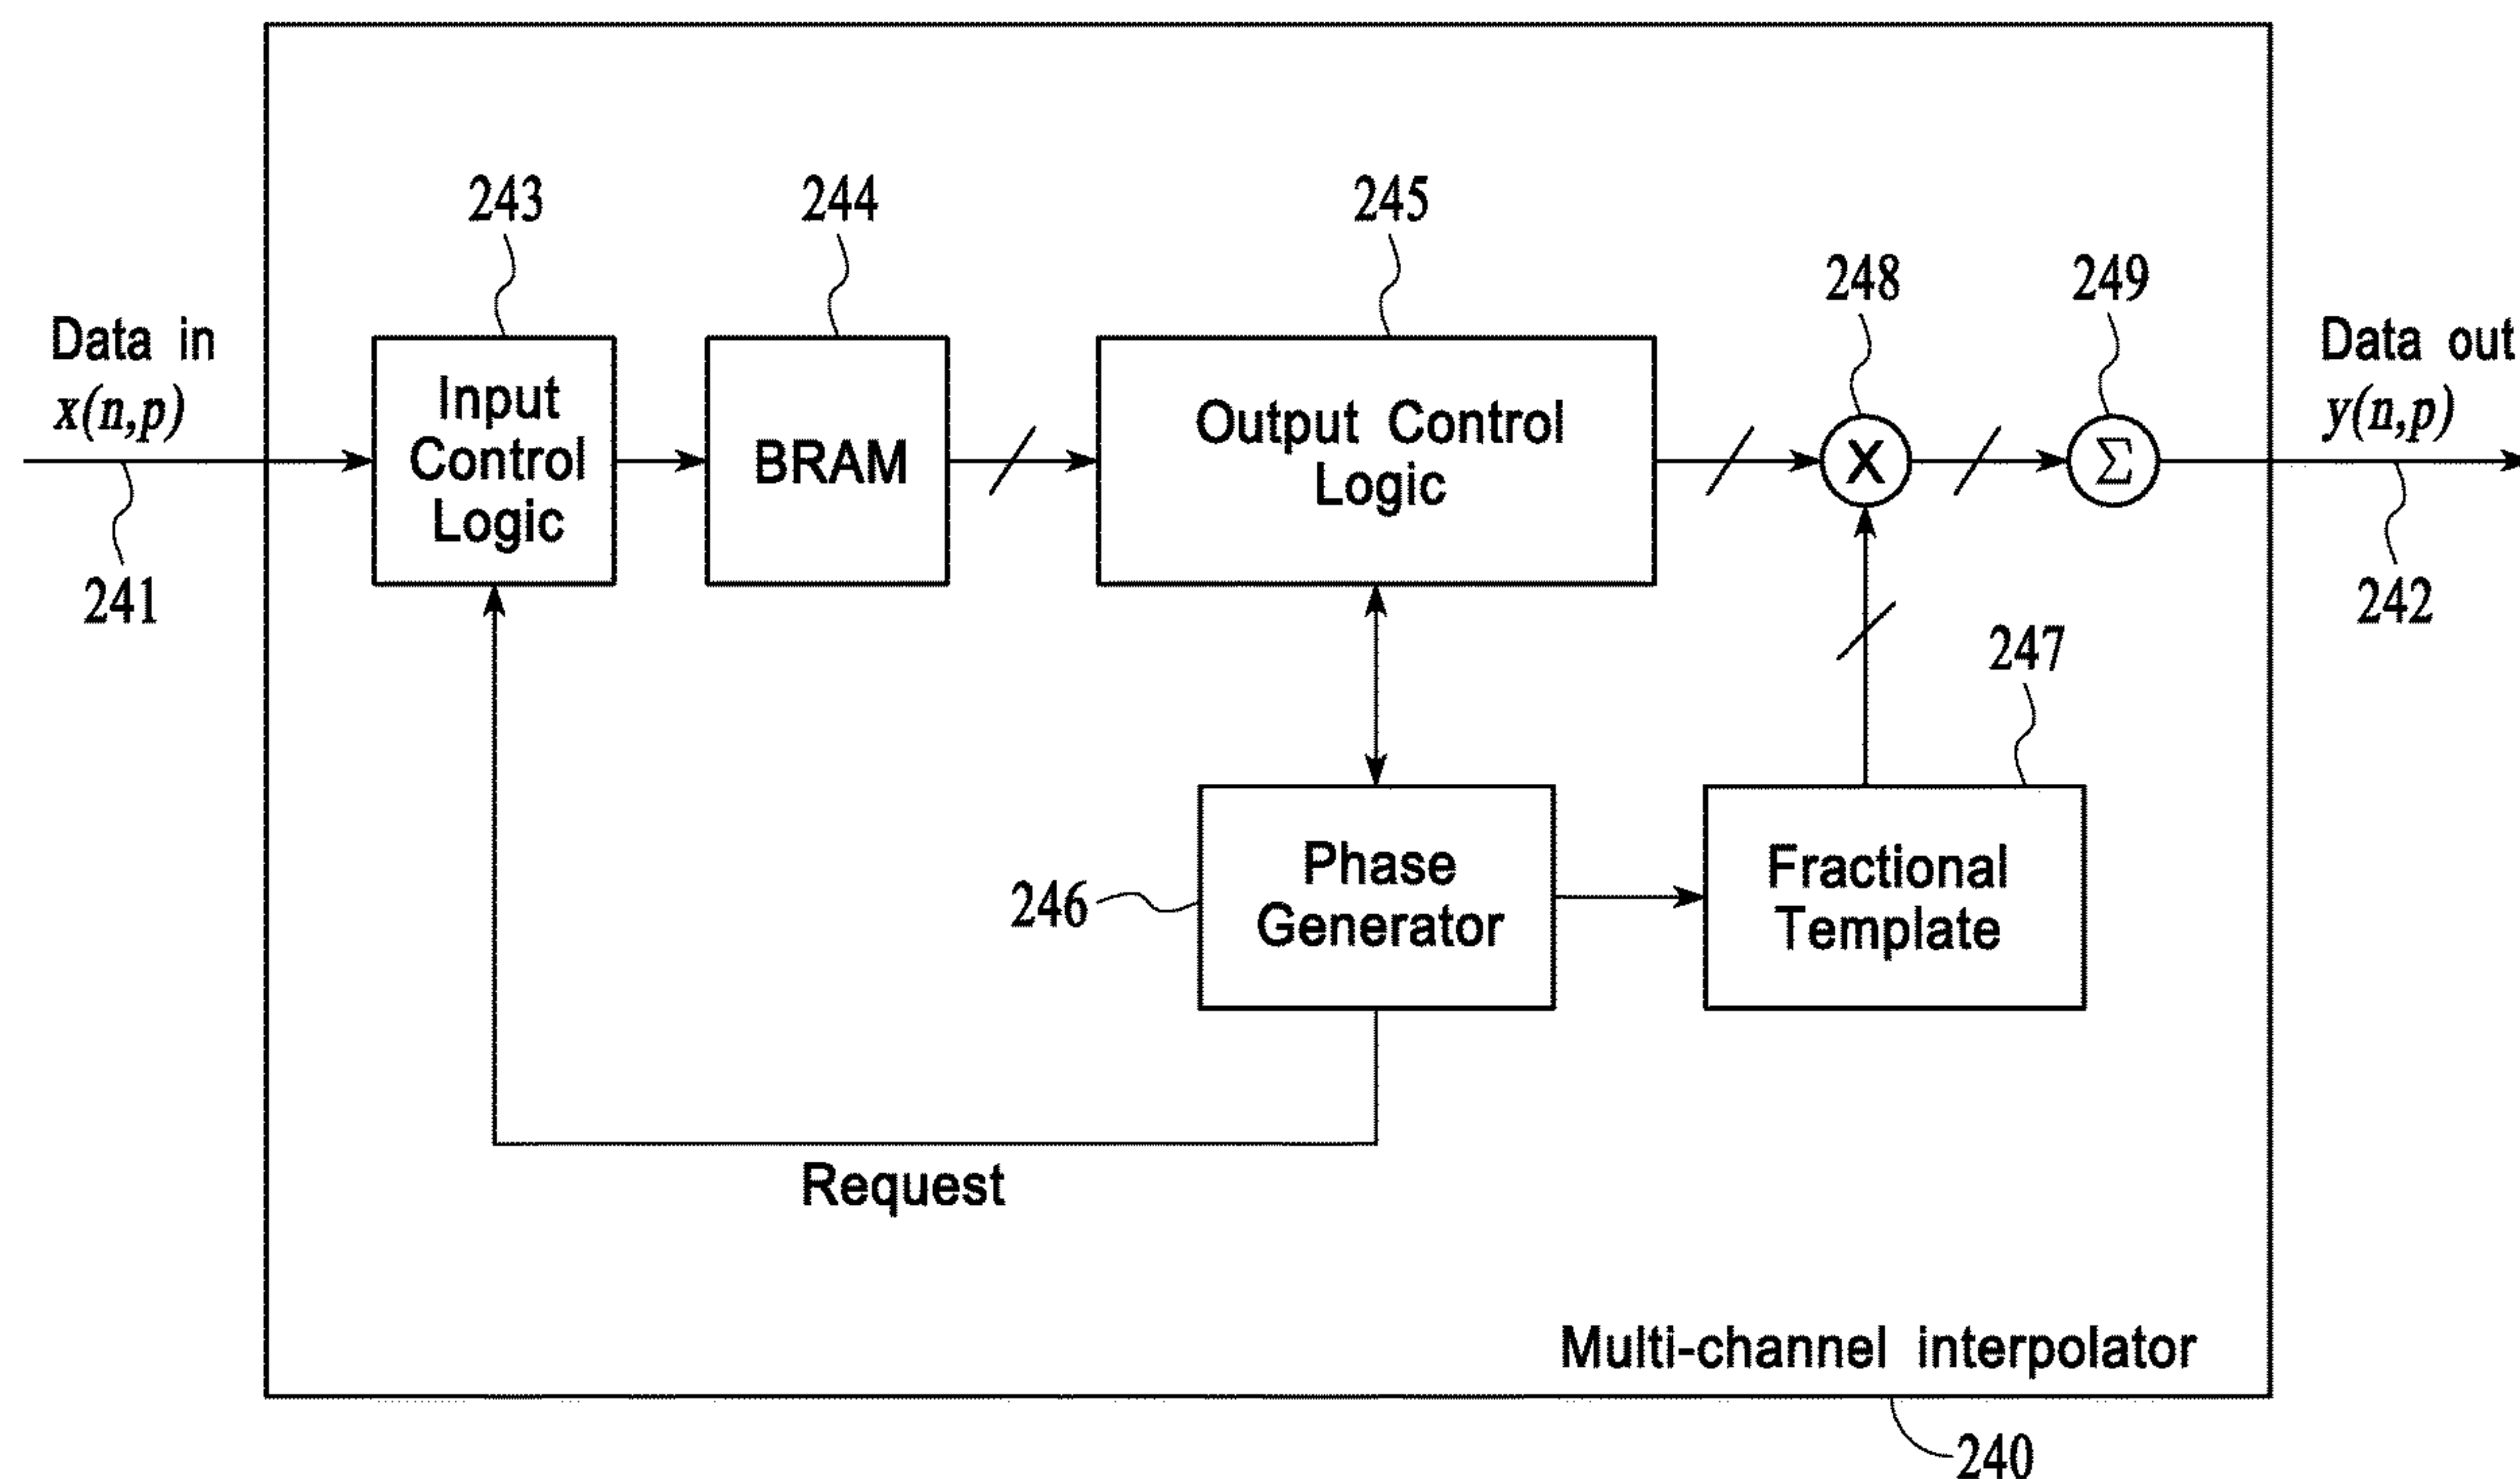 243
244
245
248
249
Data in
x(n,p)
Input
Control
Logic
BRAM
Output Control
Logic
X
Σ
Data out
y(n,p)
241
242
247
246
Phase
Generator
Fractional
Template
Request
Multi-channel interpolator
240